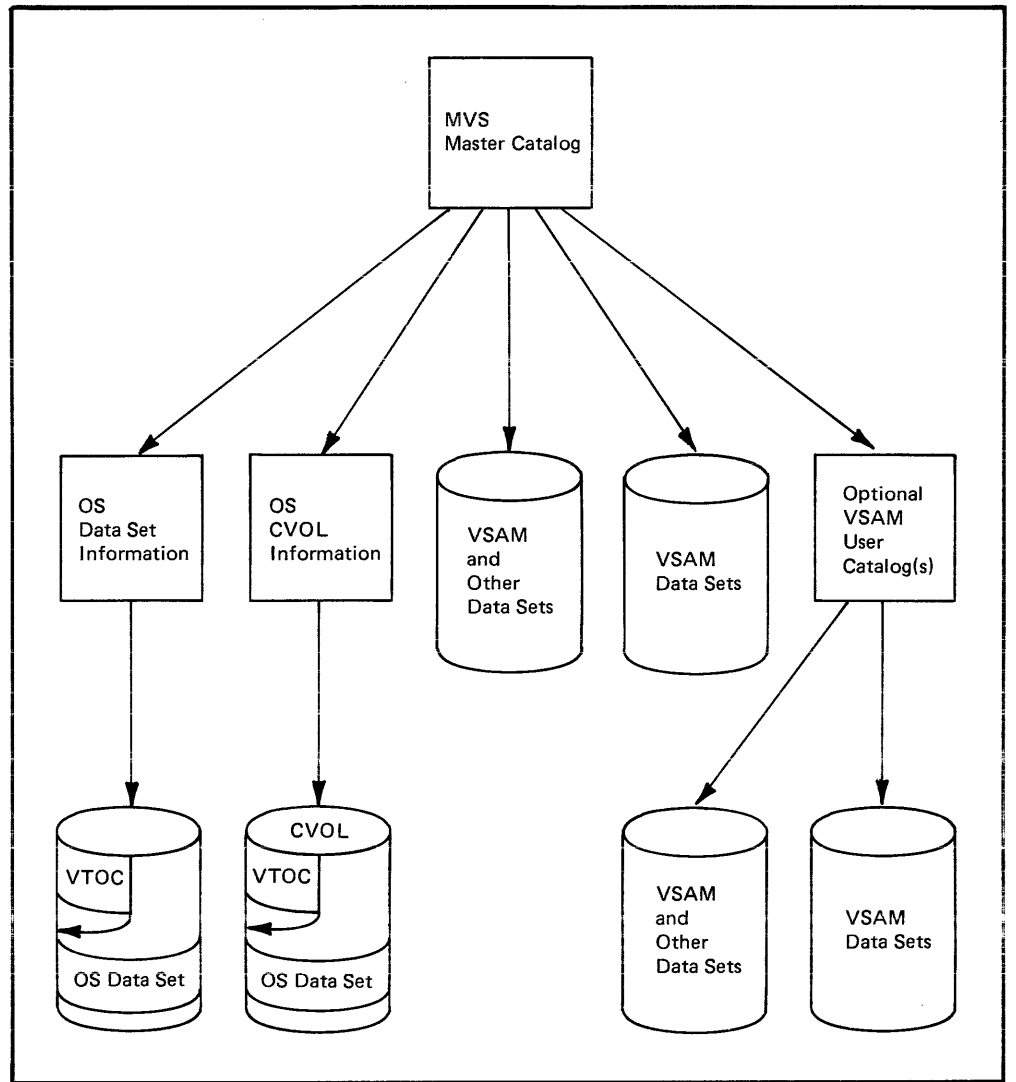 MVS
Master Catalog
OS
Data Set
Information
OS
CVOL
Information
VSAM
and
Other
Data Sets
VSAM
Data Sets
Optional
VSAM
User
Catalog(s)
VTOC
OS Data Set
CVOL
VTOC
OS Data Set
VSAM
and
Other
Data Sets
VSAM
Data Sets